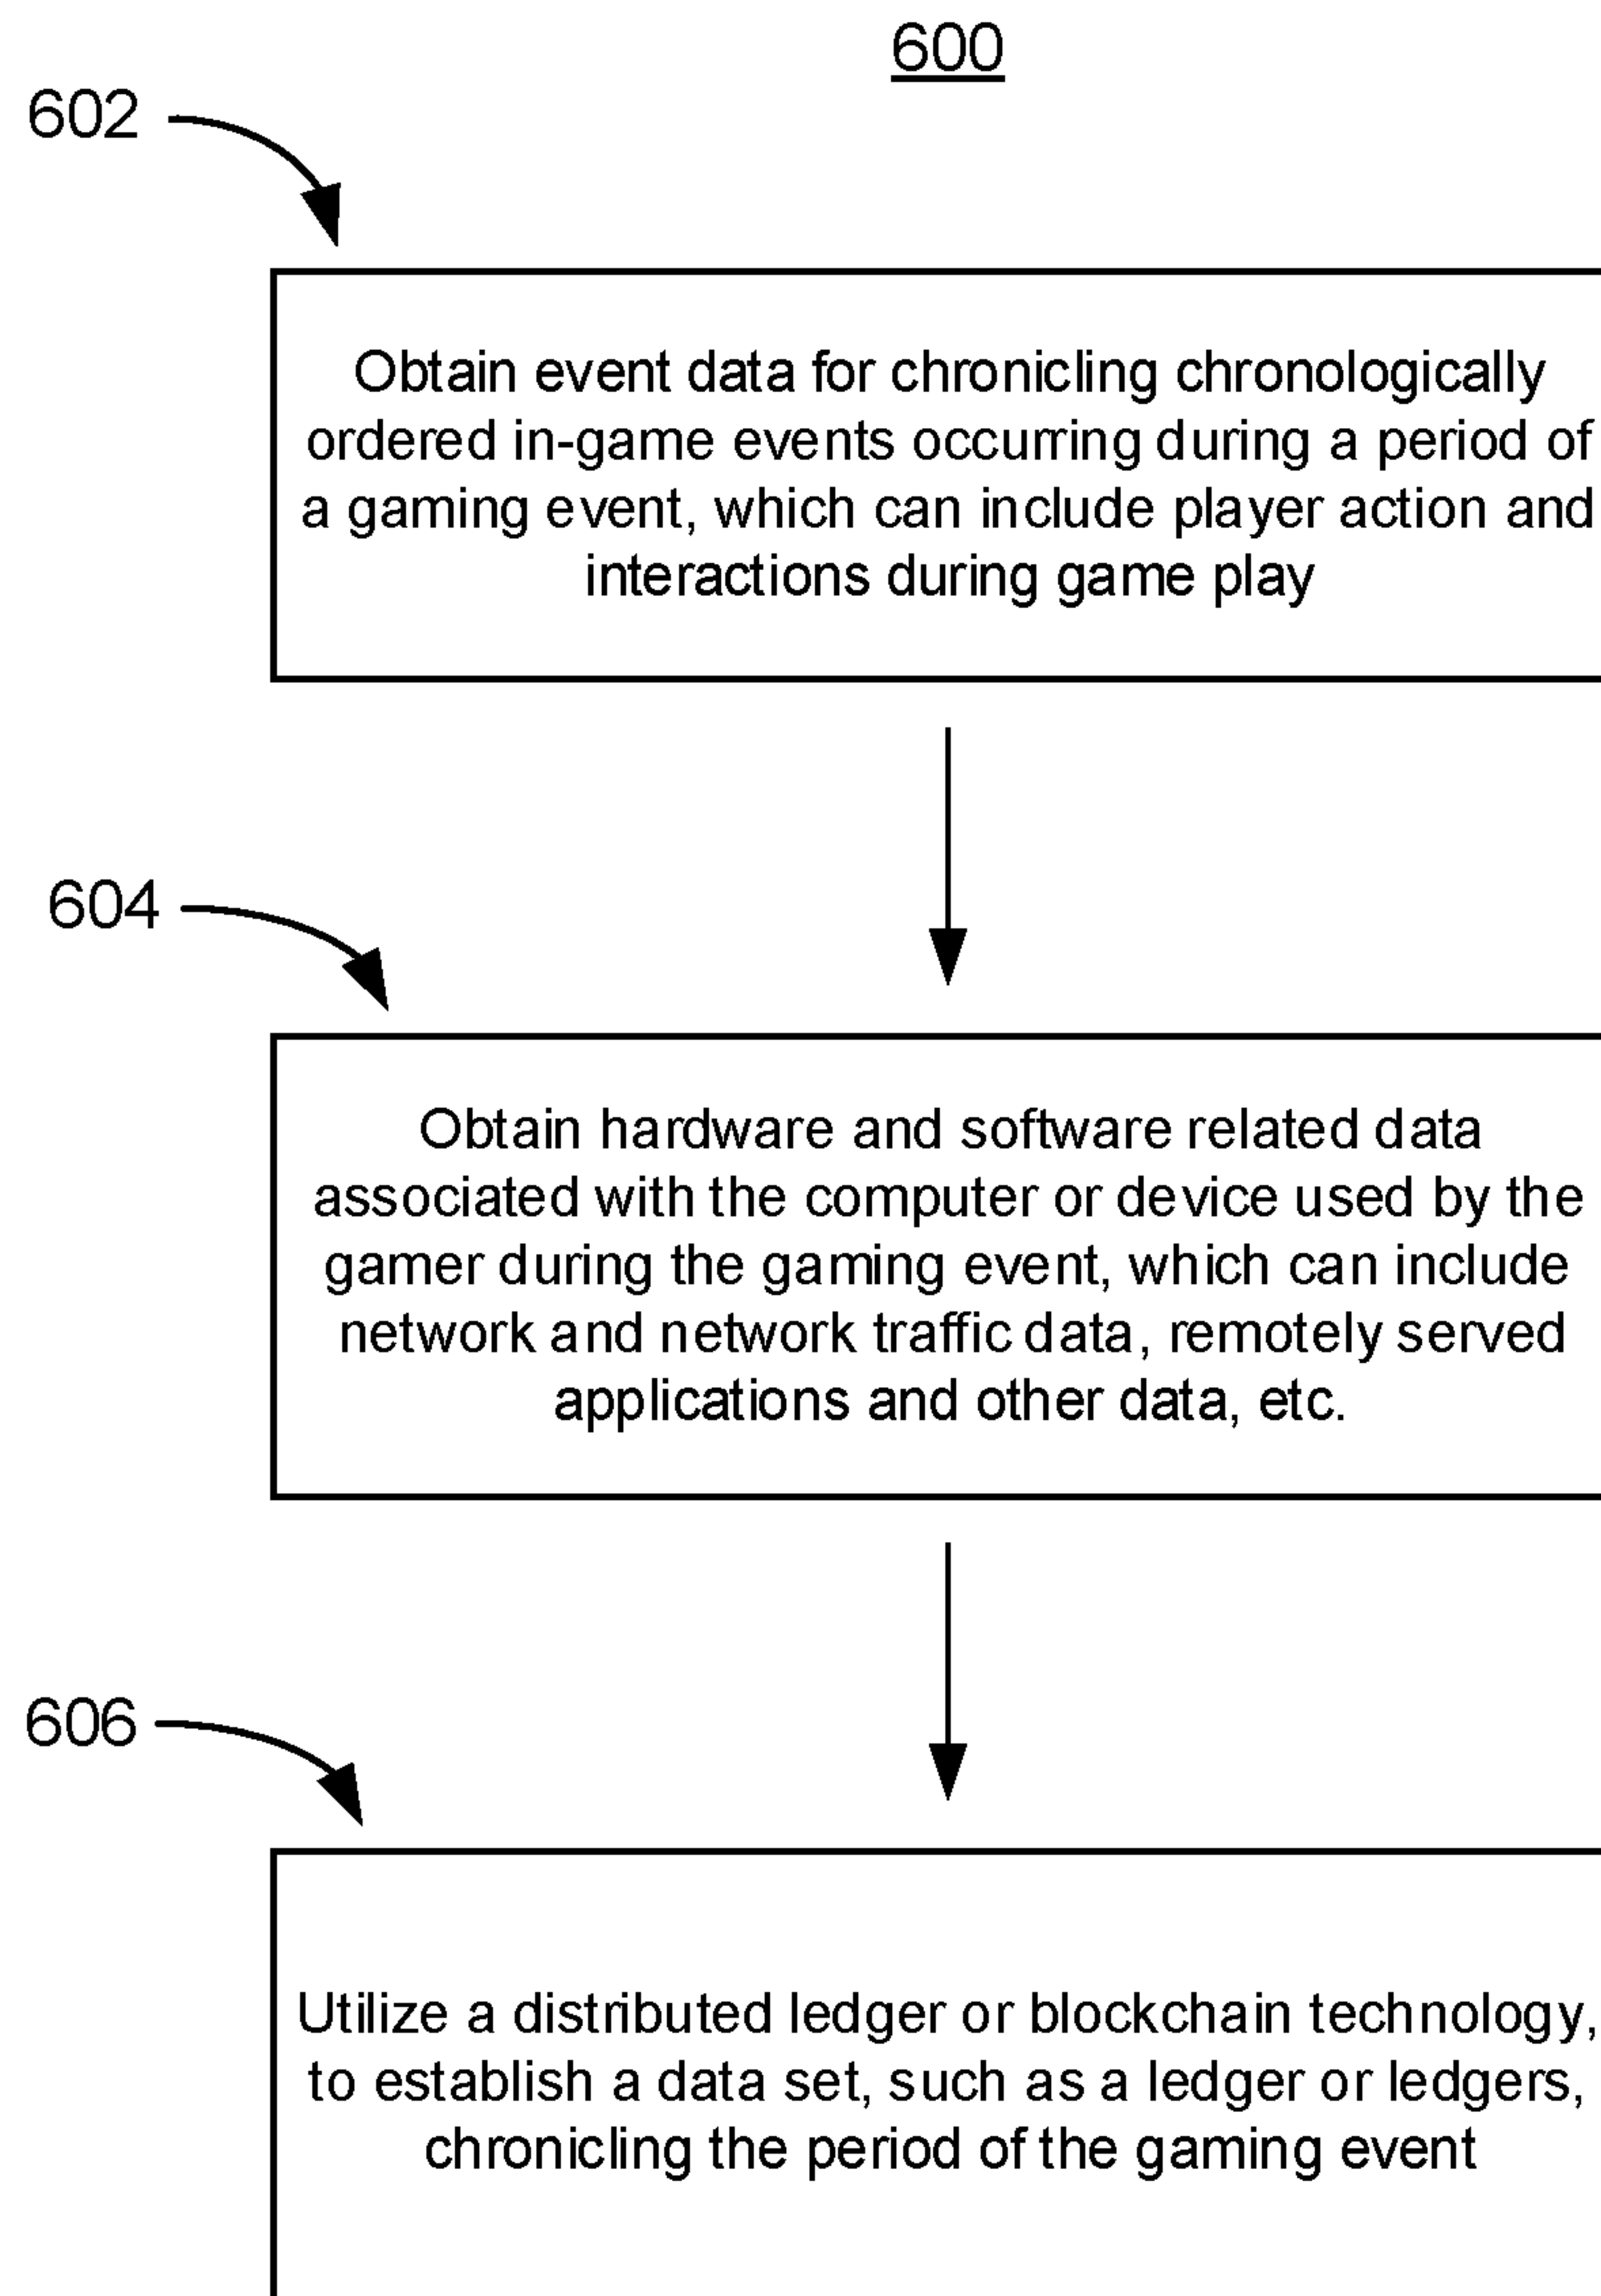 600
602
Obtain event data for chronicling chronologically
ordered in-game events occurring during a period of
a gaming event, which can include player action and
interactions during game play
604
Obtain hardware and software related data
associated with the computer or device used by the
gamer during the gaming event, which can include
network and network traffic data, remotely served
applications and other data, etc.
606
Utilize a distributed ledger or blockchain technology,
to establish a data set, such as a ledger or ledgers,
chronicling the period of the gaming event